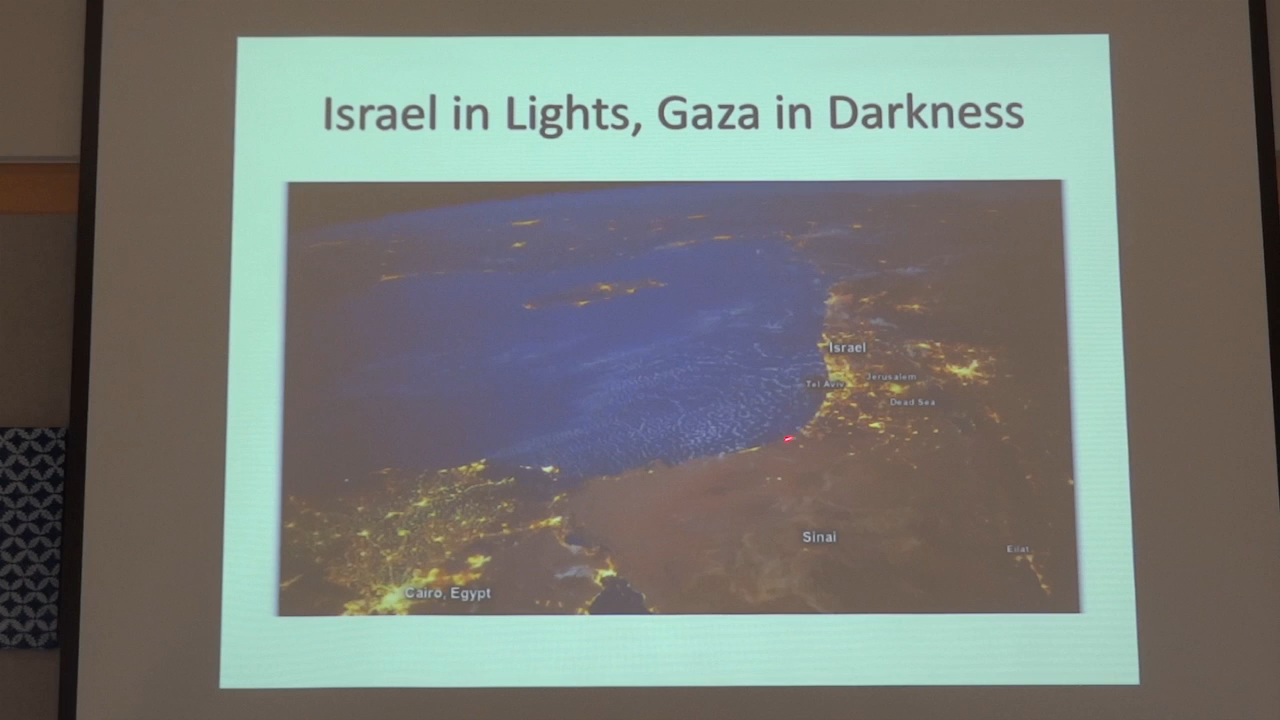 Israel in Lights, Gaza in Darkness
Israel
Jerusalem
Tel Aviv
Dead Sea
Sinai
Eilat
Cairo, Egypt